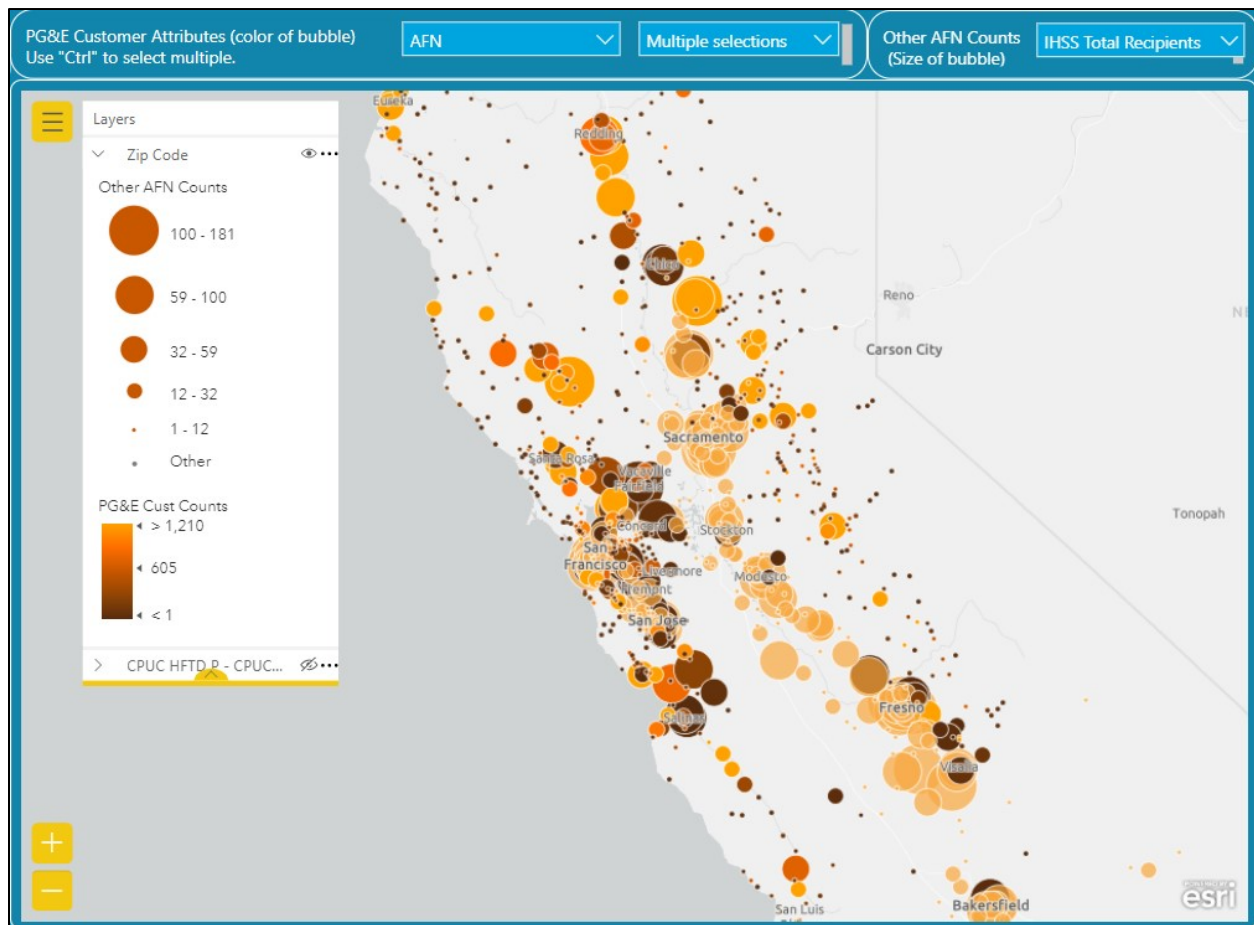 PG&E Customer Attributes (color of bubble)
Use "Ctrl" to select multiple.
AFN
Multiple selections
Other AFN Counts
(Size of bubble)
IHSS Total Recipients
Layers
Zip Code
Other AFN Counts
100 - 181
59 - 100
32 - 59
12 - 32
1 - 12
Other
PG&E Cust Counts
> 1,210
605
< 1
CPUC HFTD_P - CPUC...
Eureka
Redding
Chico
Reno
Carson City
Sacramento
Santa Rosa
Vacaville
Fairfield
Concord
Stockton
Tonopah
San
Francisco
Livermore
Modesto
Fremont
San Jose
Salinas
Fresno
Visalia
Bakersfield
San Luis
POWERED BY
esri